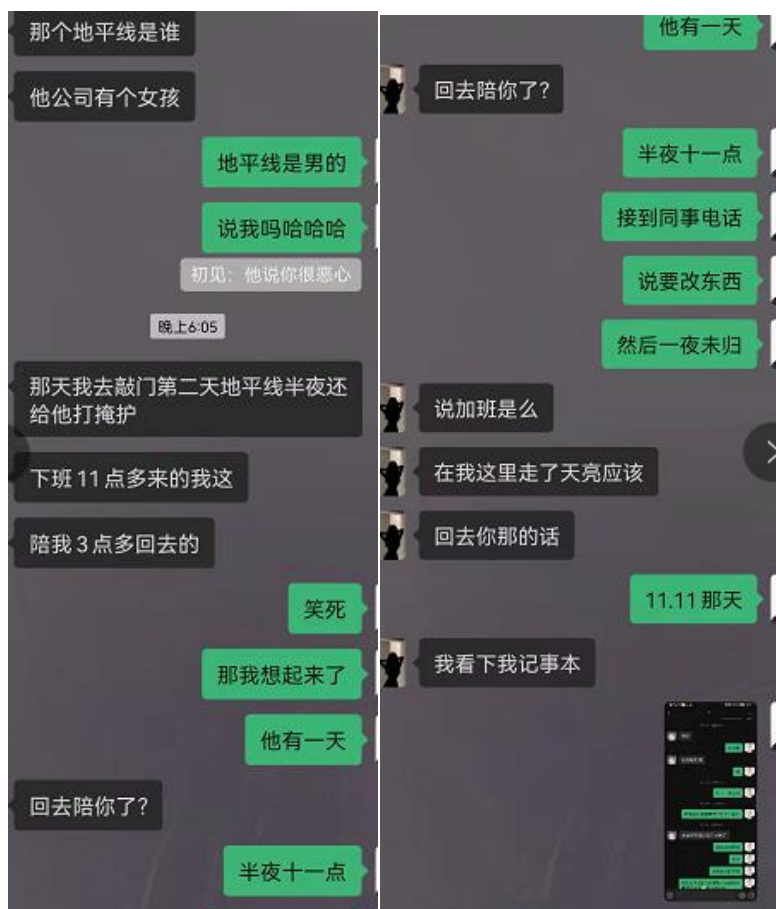 那个地平线是谁
他公司有个女孩
地平线是男的
说我吗哈哈哈
初见：他说你很恶心
晚上6:05
那天我去敲门第二天地平线半夜还
给他打掩护
下班11点多来的我这
陪我3点多回去的
笑死
那我想起来了
他有一天
回去陪你了?
半夜十一点
他有一天
回去陪你了?
半夜十一点
接到同事电话
说要改东西
然后一夜未归
说加班是么
在我这里走了天亮应该
回去你那的话
11.11那天
我看下我记事本